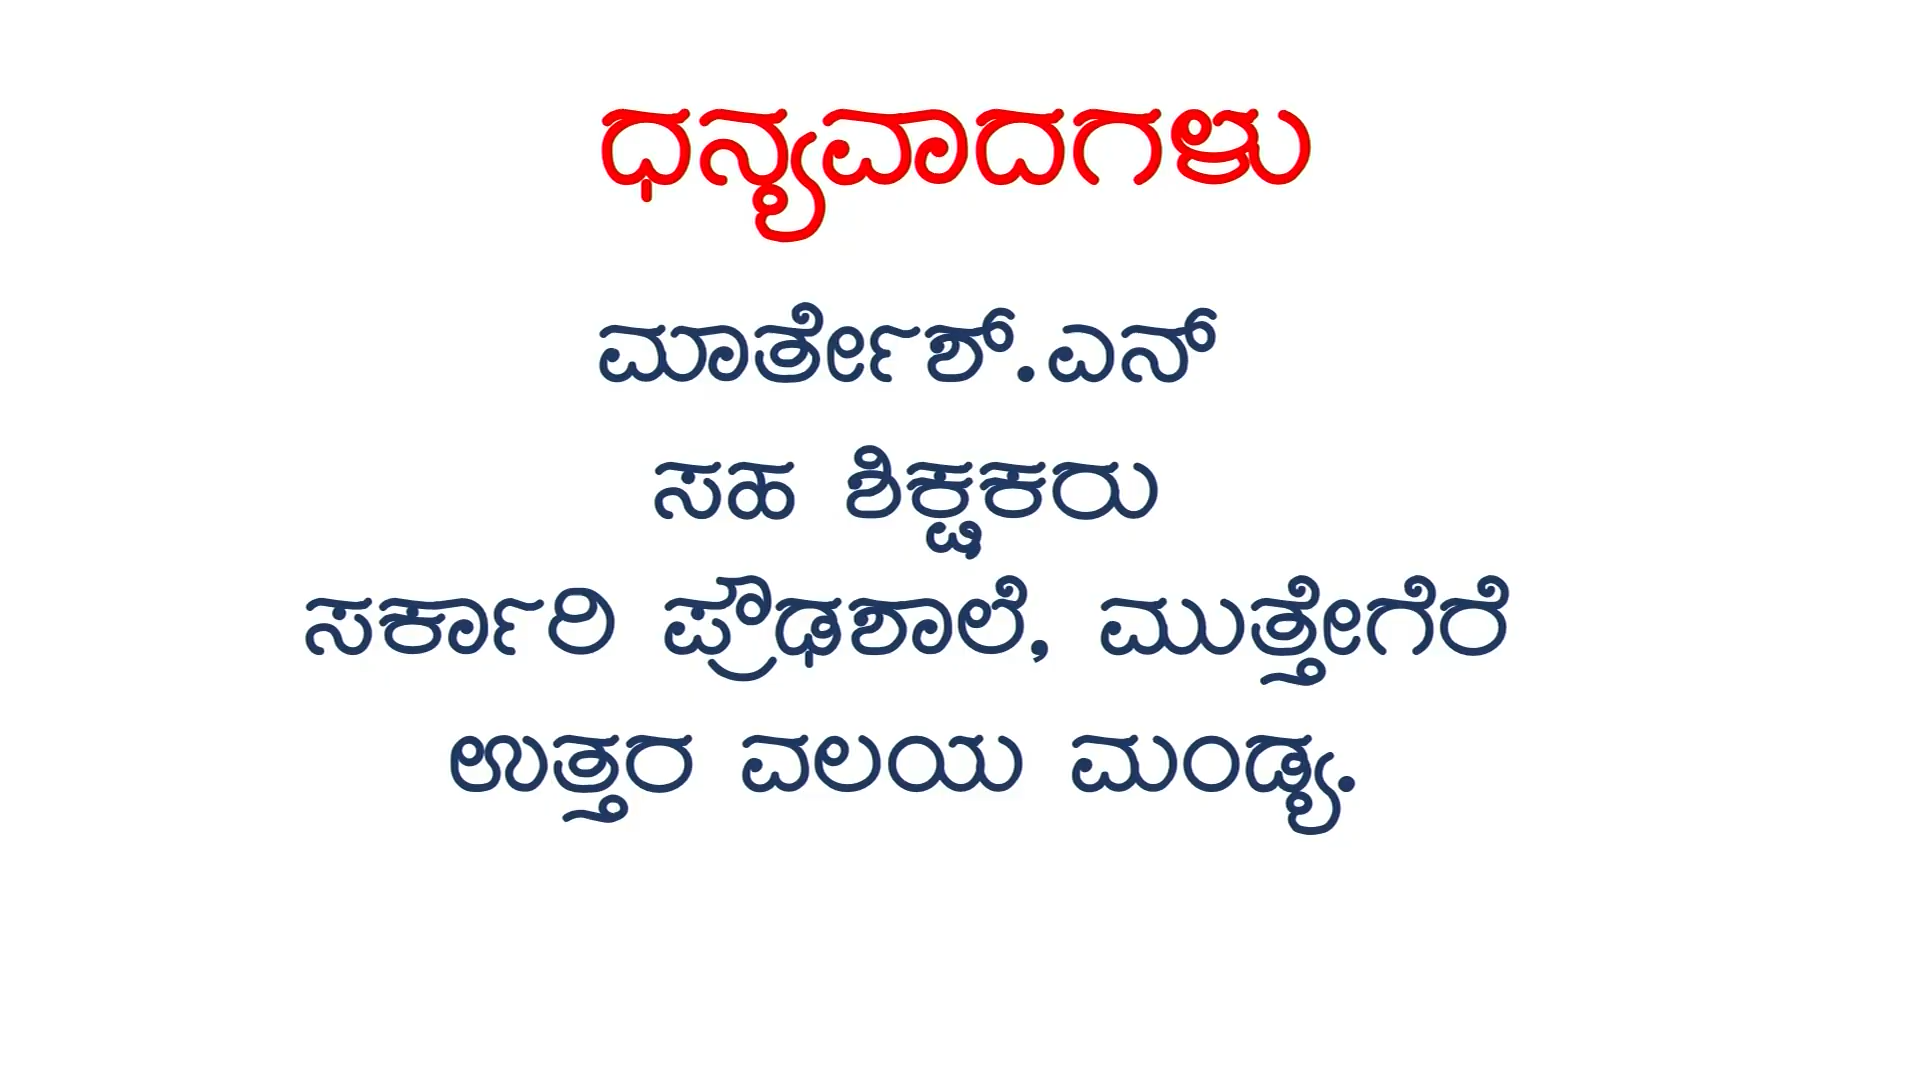 ಧನ್ಯವಾದಗಳು
ಮಾರ್ತೇಶ್.ಎನ್
ಸಹ ಶಿಕ್ಷಕರು
ಸರ್ಕಾರಿ ಪ್ರೌಢಶಾಲೆ, ಮುತ್ತೇಗೆರೆ
ಉತ್ತರ ವಲಯ ಮಂಡ್ಯ.